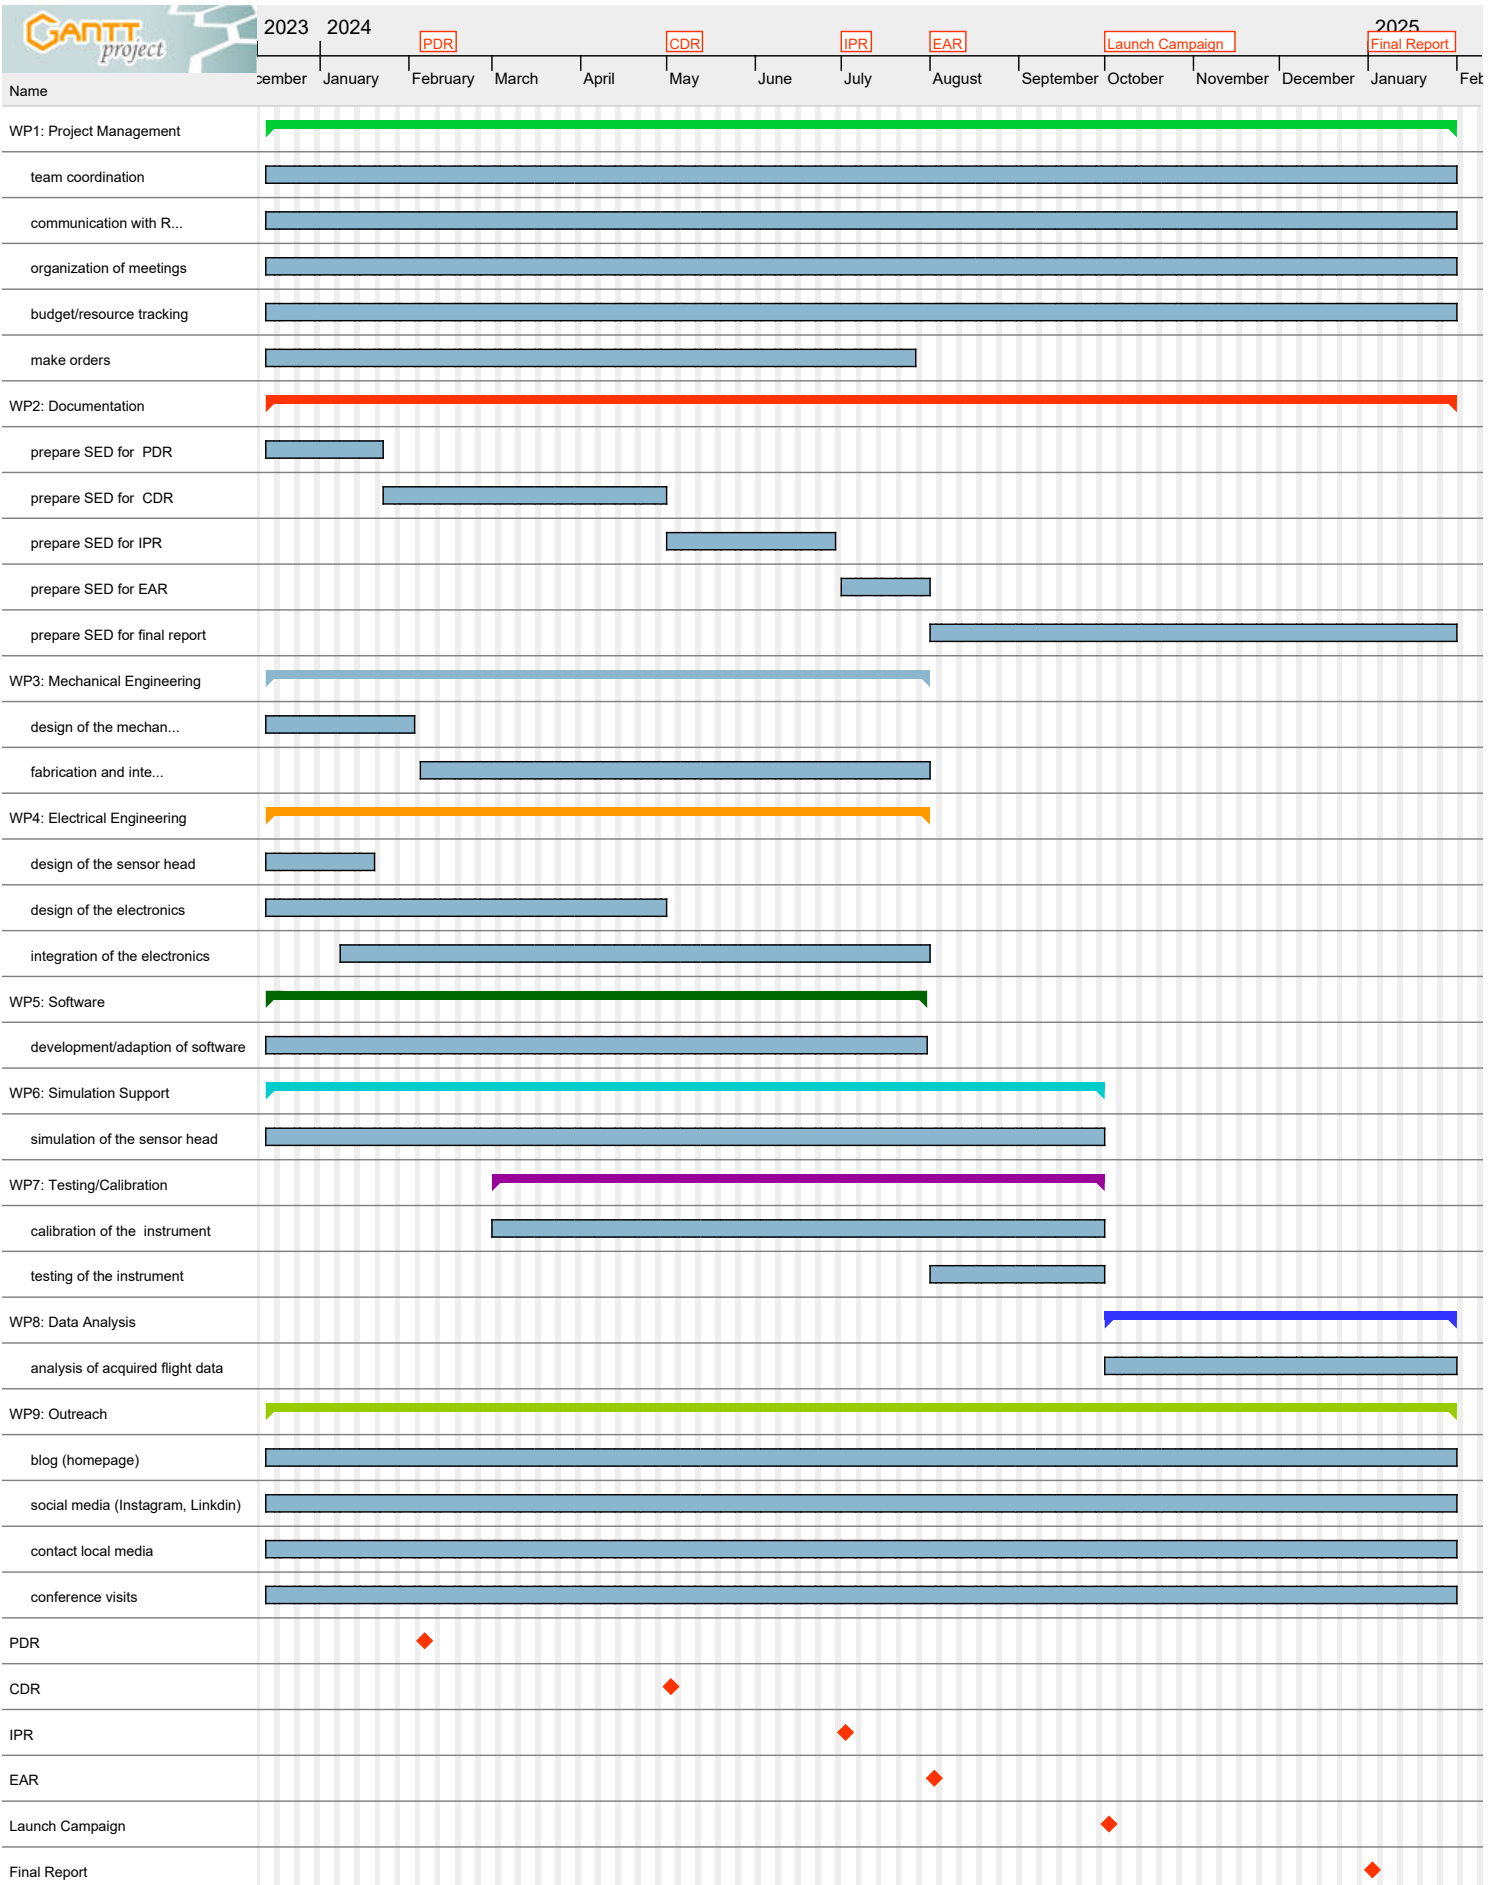 GANTT
project
2023 2024 2025
PDR CDR IPR EAR Launch Campaign Final Report
cember January February March April May June July August September October November December January Feb
Name
WP1: Project Management
team coordination
communication with R...
organization of meetings
budget/resource tracking
make orders
WP2: Documentation
prepare SED for PDR
prepare SED for CDR
prepare SED for IPR
prepare SED for EAR
prepare SED for final report
WP3: Mechanical Engineering
design of the mechan...
fabrication and inte...
WP4: Electrical Engineering
design of the sensor head
design of the electronics
integration of the electronics
WP5: Software
development/adaption of software
WP6: Simulation Support
simulation of the sensor head
WP7: Testing/Calibration
calibration of the instrument
testing of the instrument
WP8: Data Analysis
analysis of acquired flight data
WP9: Outreach
blog (homepage)
social media (Instagram, Linkdin)
contact local media
conference visits
PDR
CDR
IPR
EAR
Launch Campaign
Final Report